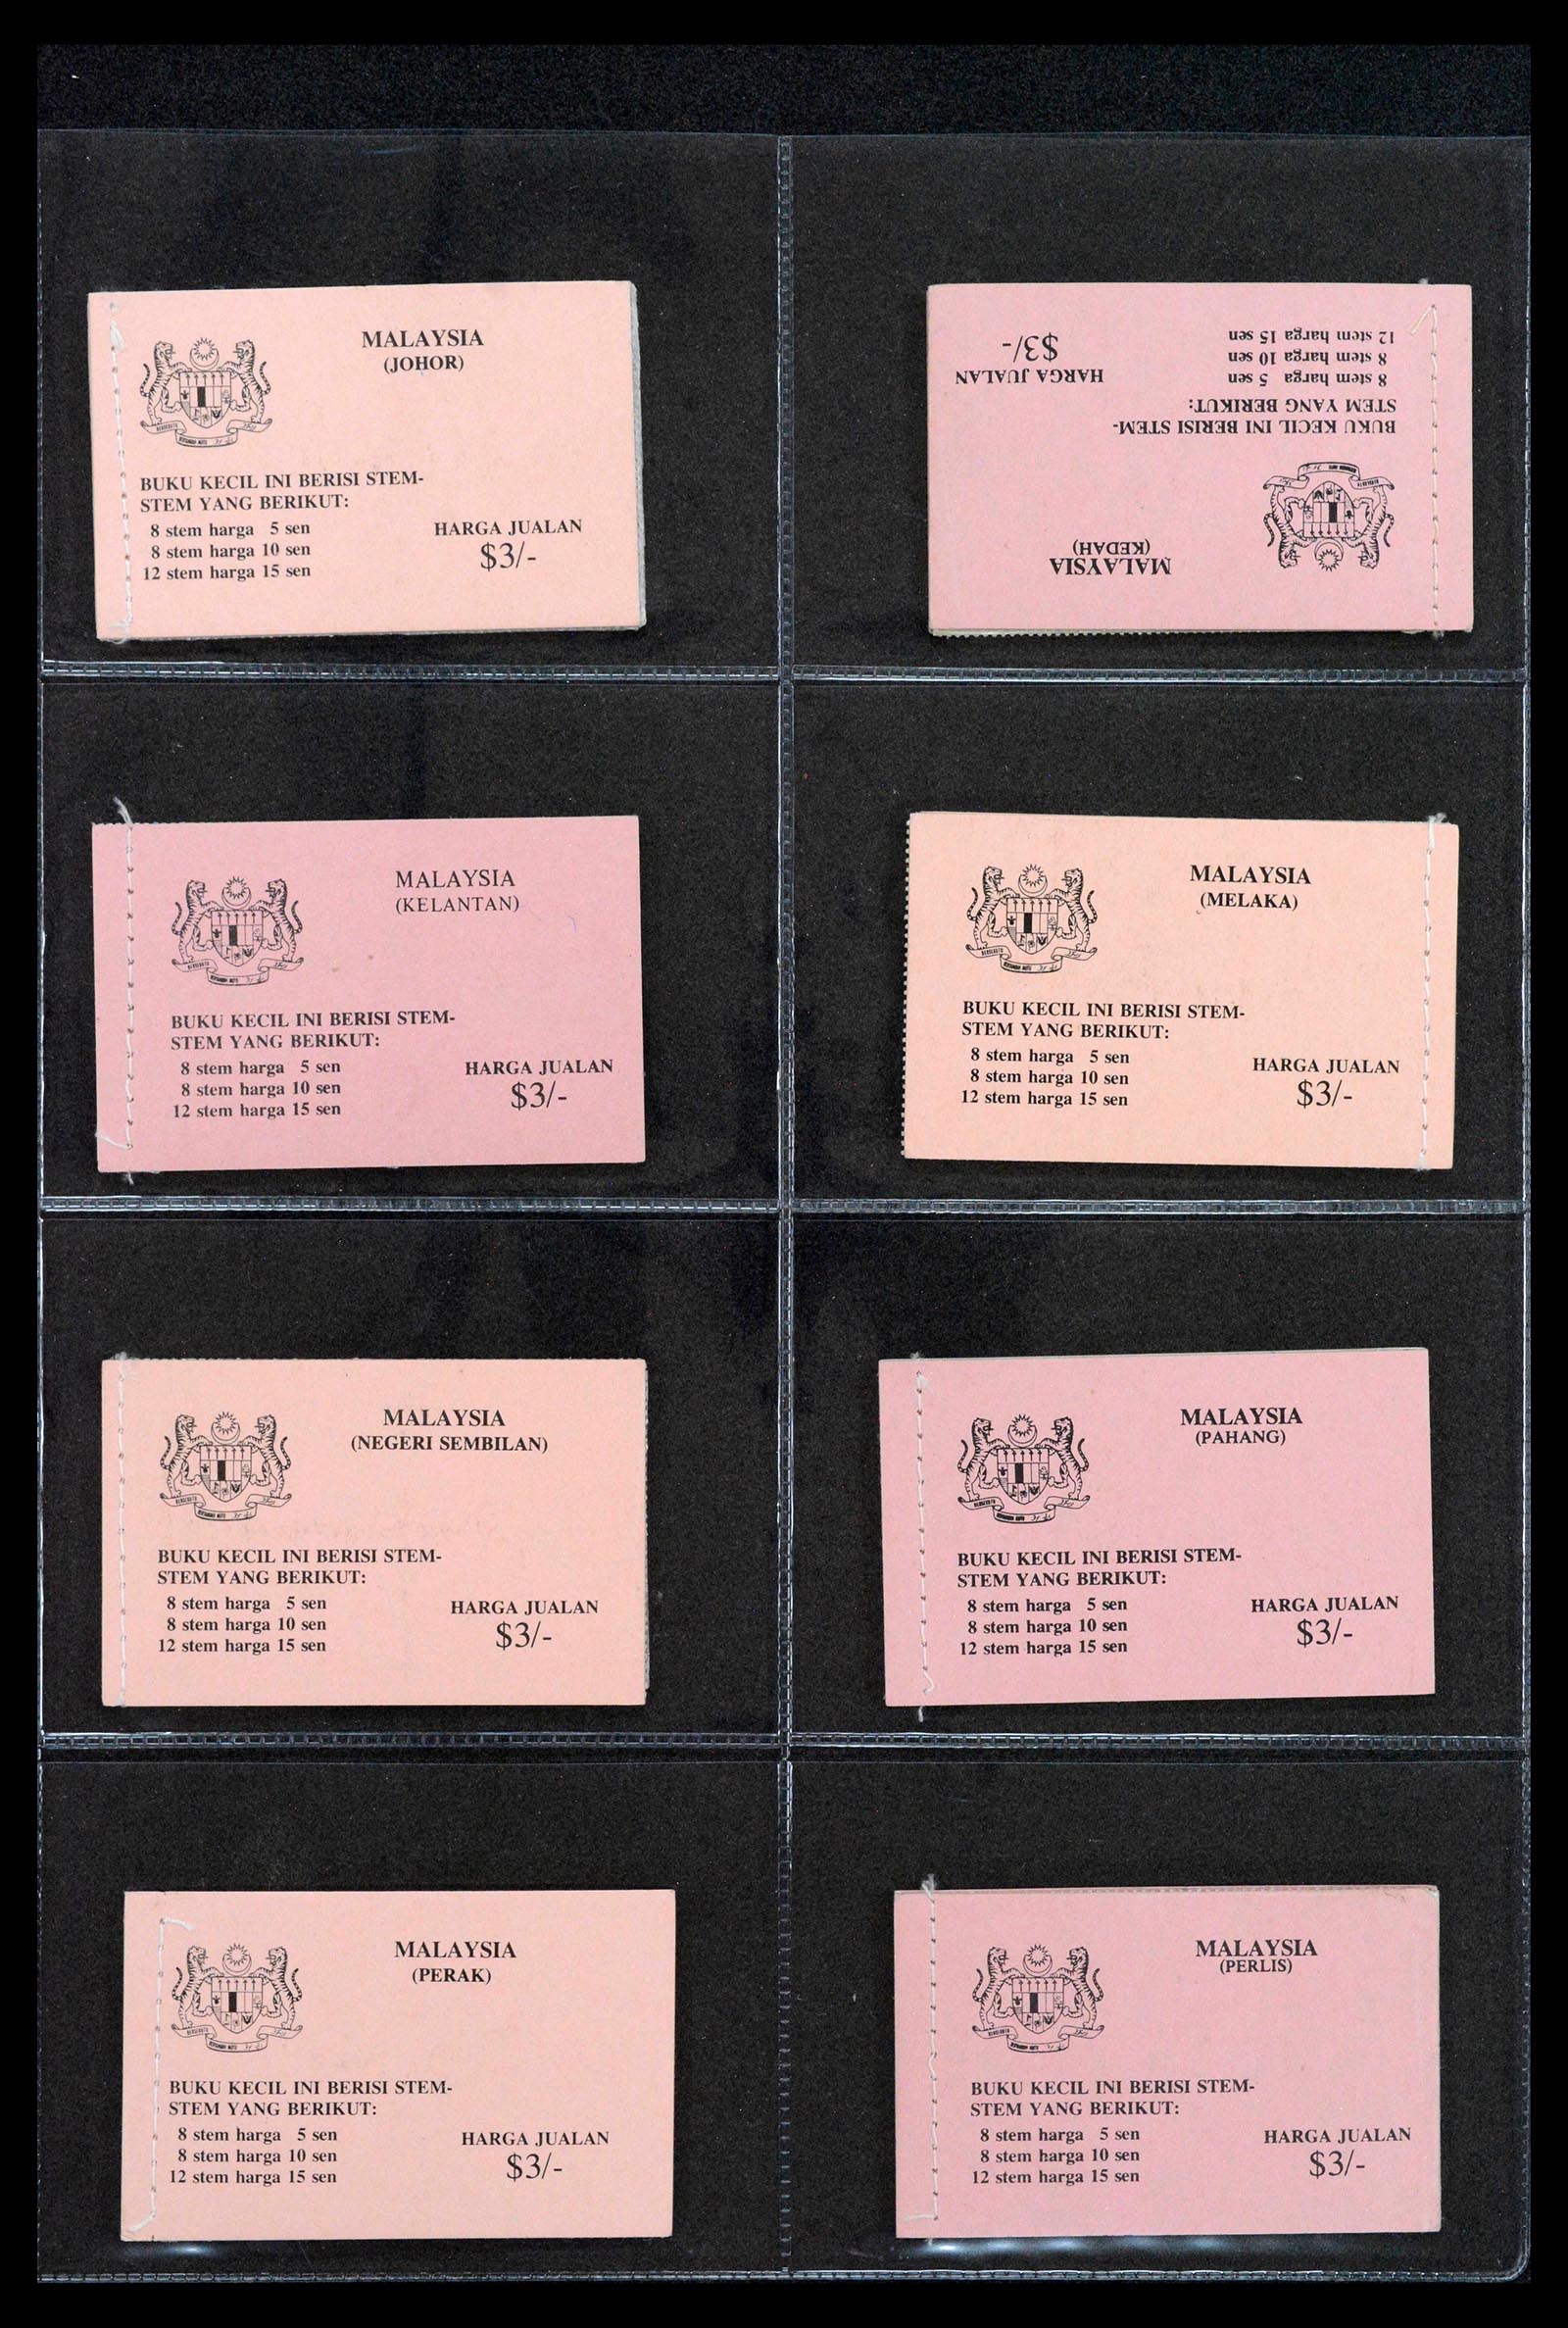 MALAYSIA
(JOHOR)
BUKU KECIL INI BERISI STEM-
STEM YANG BERIKUT:
8 stem harga 5 sen
8 stem harga 10 sen
12 stem harga 15 sen
HARGA JUALAN
$3/-
MALAYSIA
(KEDAH)
BUKU KECIL INI BERISI STEM-
STEM YANG BERIKUT:
8 stem harga 5 sen
8 stem harga 10 sen
12 stem harga 15 sen
HARGA JUALAN
$3/-
MALAYSIA
(KELANTAN)
BUKU KECIL INI BERISI STEM-
STEM YANG BERIKUT:
8 stem harga 5 sen
8 stem harga 10 sen
12 stem harga 15 sen
HARGA JUALAN
$3/-
MALAYSIA
(MELAKA)
BUKU KECIL INI BERISI STEM-
STEM YANG BERIKUT:
8 stem harga 5 sen
8 stem harga 10 sen
12 stem harga 15 sen
HARGA JUALAN
$3/-
MALAYSIA
(NEGERI SEMBILAN)
BUKU KECIL INI BERISI STEM-
STEM YANG BERIKUT:
8 stem harga 5 sen
8 stem harga 10 sen
12 stem harga 15 sen
HARGA JUALAN
$3/-
MALAYSIA
(PAHANG)
BUKU KECIL INI BERISI STEM-
STEM YANG BERIKUT:
8 stem harga 5 sen
8 stem harga 10 sen
12 stem harga 15 sen
HARGA JUALAN
$3/-
MALAYSIA
(PERAK)
BUKU KECIL INI BERISI STEM-
STEM YANG BERIKUT:
8 stem harga 5 sen
8 stem harga 10 sen
12 stem harga 15 sen
HARGA JUALAN
$3/-
MALAYSIA
(PERLIS)
BUKU KECIL INI BERISI STEM-
STEM YANG BERIKUT:
8 stem harga 5 sen
8 stem harga 10 sen
12 stem harga 15 sen
HARGA JUALAN
$3/-